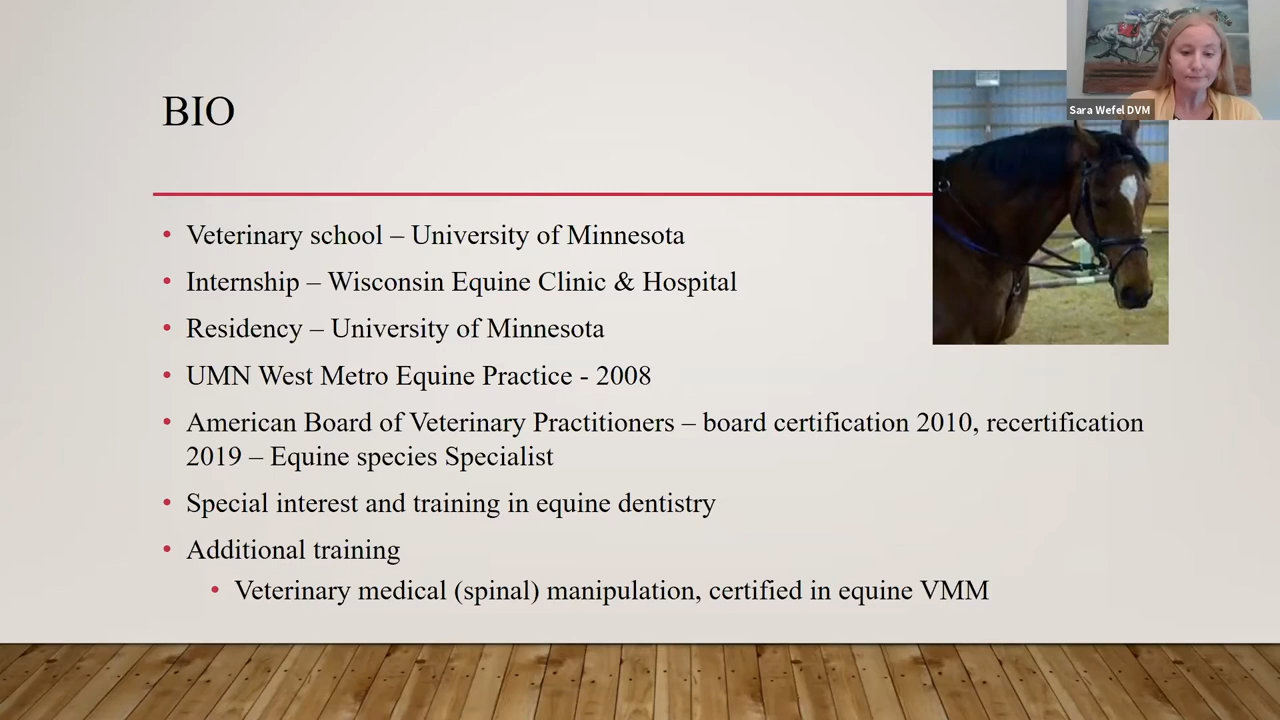 BIO
Sara Wefel DVM
• Veterinary school – University of Minnesota
• Internship – Wisconsin Equine Clinic & Hospital
• Residency – University of Minnesota
• UMN West Metro Equine Practice - 2008
• American Board of Veterinary Practitioners – board certification 2010, recertification
2019 – Equine species Specialist
• Special interest and training in equine dentistry
• Additional training
• Veterinary medical (spinal) manipulation, certified in equine VMM